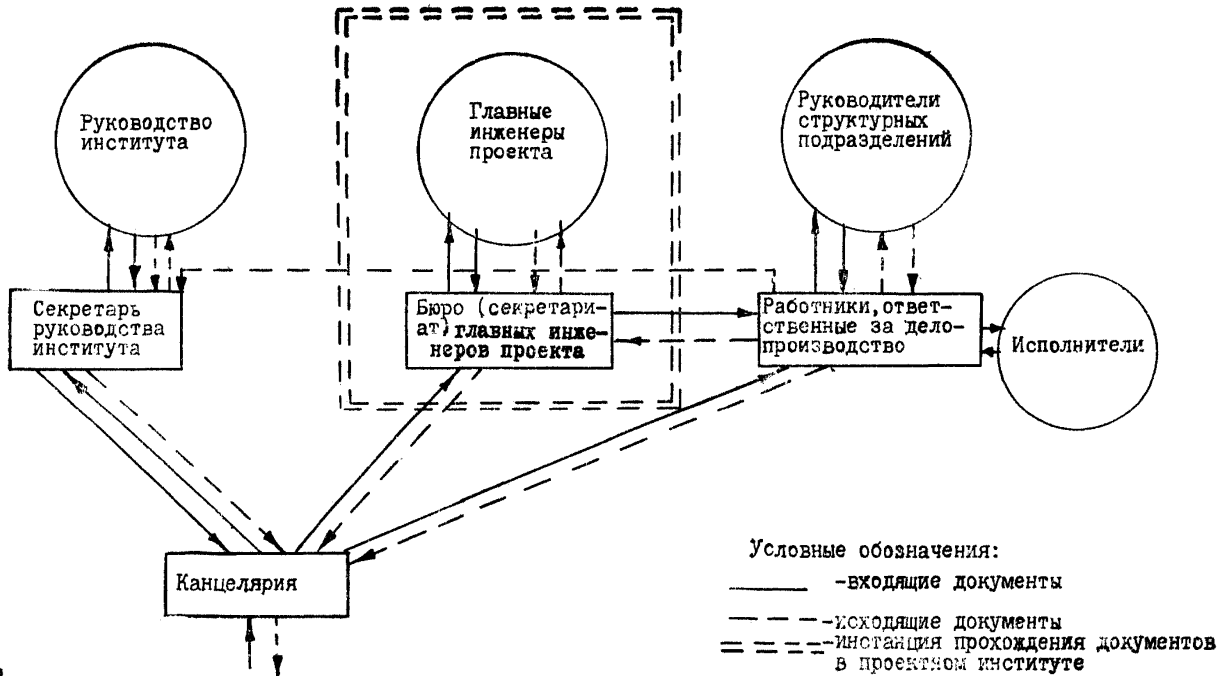 Руководство
института
Главные
инженеры
проекта
Руководители
структурных
подразделений
Секретарь
руководства
института
Бюро (секретари-
ат) главных инже-
неров проекта
Работники, ответ-
ственные за дело-
производство
Исполнители
Канцелярия
Условные обозначения:
-входящие документы
-исходящие документы
-инстанция прохождения документов
в проектном институте